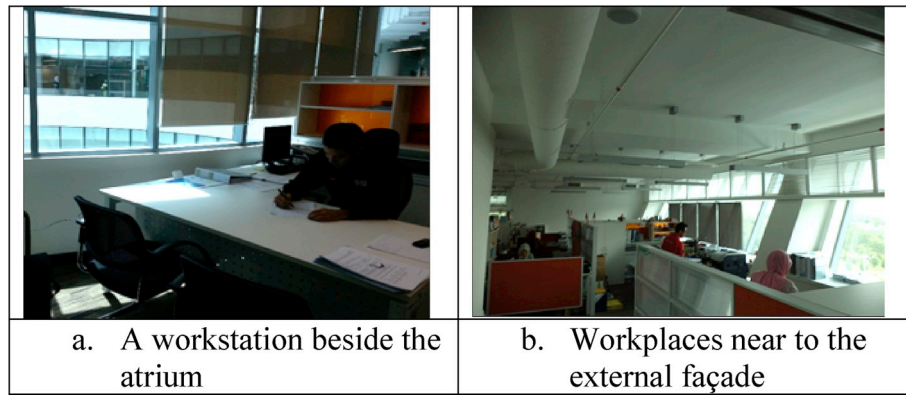 a. A workstation beside the
atrium
b. Workplaces near to the
external façade